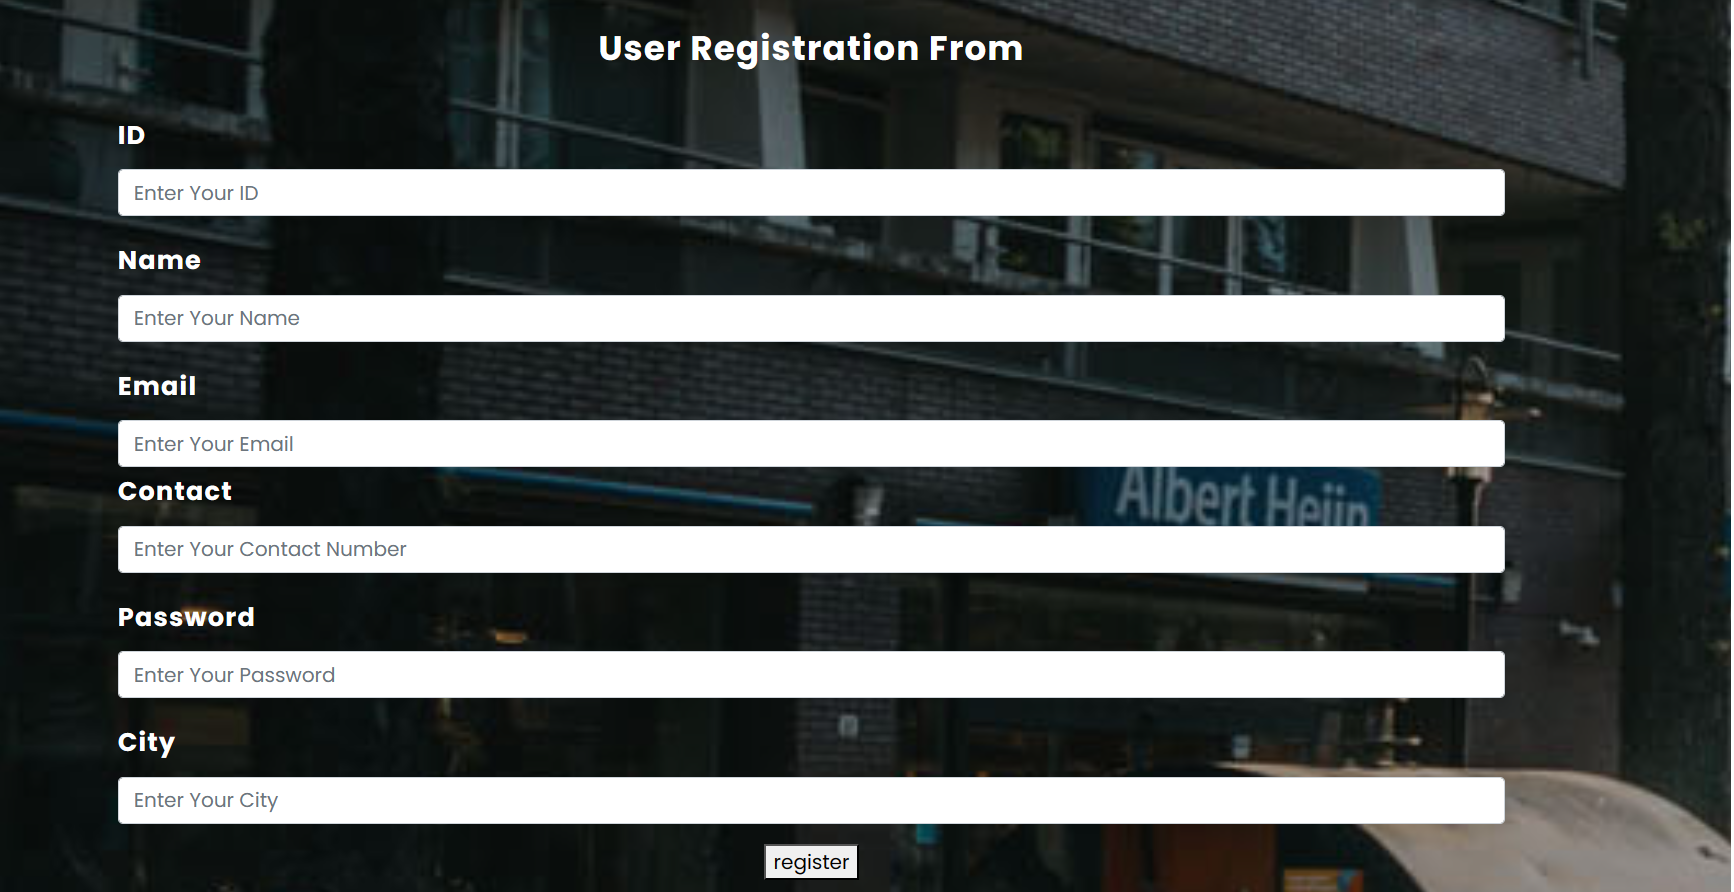 User Registration From
ID
Enter Your ID
Name
Enter Your Name
Email
Enter Your Email
Contact
Albert Heijn
Enter Your Contact Number
Password
Enter Your Password
City
Enter Your City
register